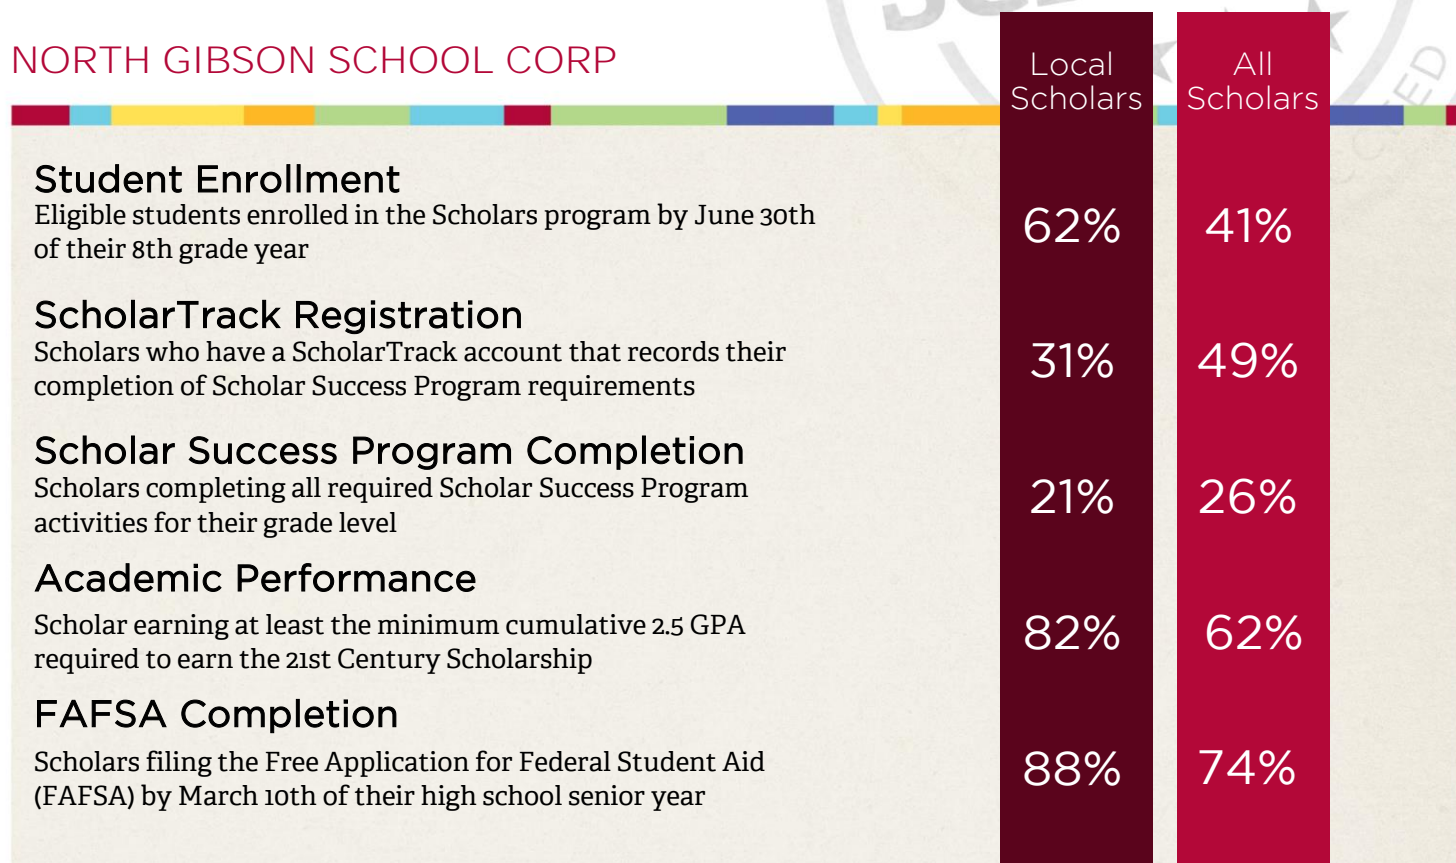 NORTH GIBSON SCHOOL CORP
Local
Scholars
All
Scholars
Student Enrollment
Eligible students enrolled in the Scholars program by June 30th
of their 8th grade year
62%
41%
ScholarTrack Registration
Scholars who have a ScholarTrack account that records their
completion of Scholar Success Program requirements
31%
49%
Scholar Success Program Completion
Scholars completing all required Scholar Success Program
activities for their grade level
21%
26%
Academic Performance
Scholar earning at least the minimum cumulative 2.5 GPA
required to earn the 21st Century Scholarship
82%
62%
FAFSA Completion
Scholars filing the Free Application for Federal Student Aid
(FAFSA) by March 10th of their high school senior year
88%
74%